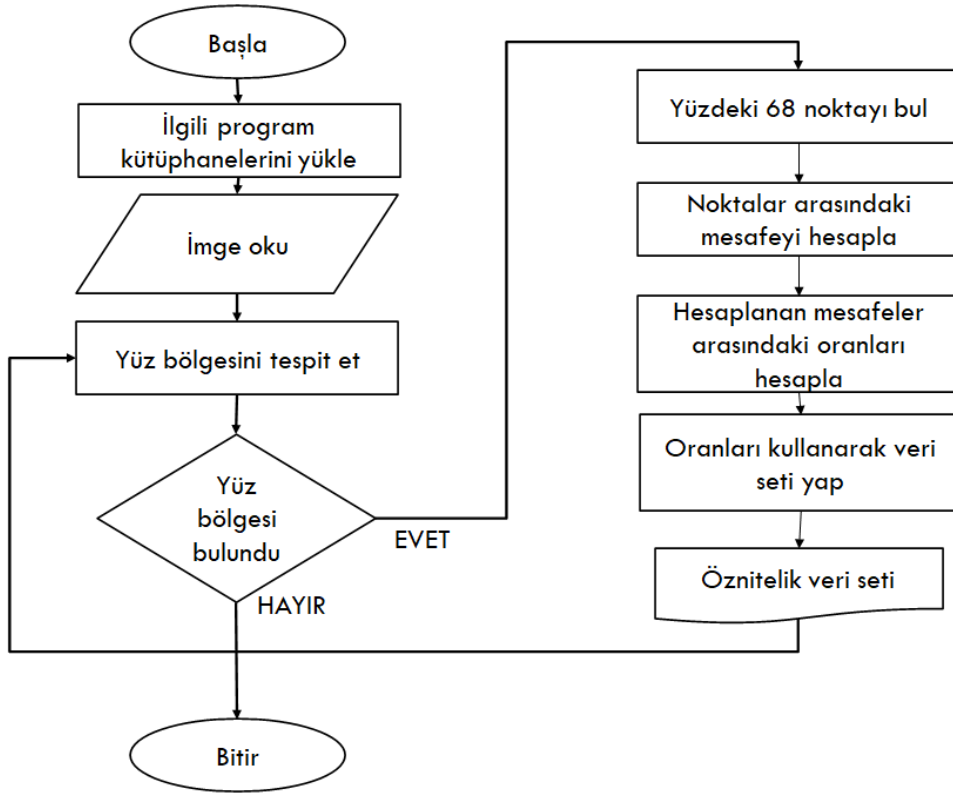 Başla
İlgili program
kütüphanelerini yükle
İmge oku
Yüz bölgesini tespit et
Yüz
bölgesi
bulundu
EVET
HAYIR
Bitir
Yüzdeki 68 noktayı bul
Noktalar arasındaki
mesafeyi hesapla
Hesaplanan mesafeler
arasındaki oranları
hesapla
Oranları kullanarak veri
seti yap
Öznitelik veri seti